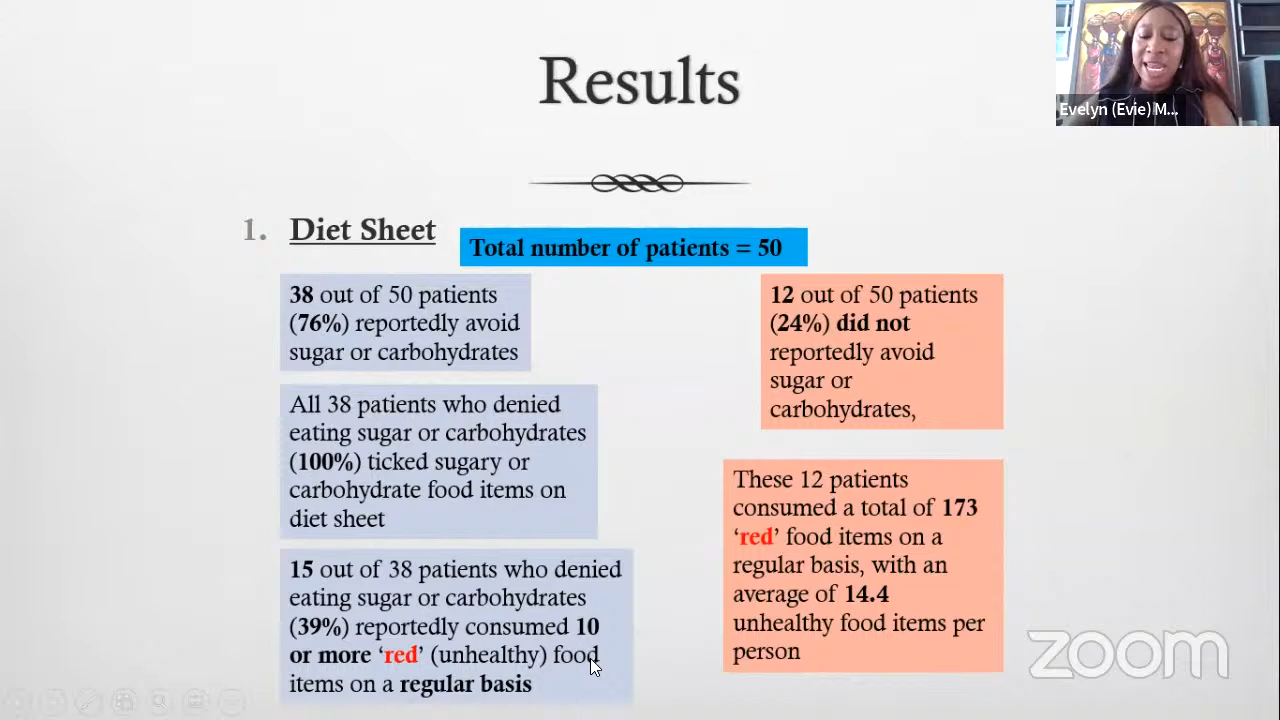 Results
Evelyn (Evie) M...
1. Diet Sheet
Total number of patients = 50
38 out of 50 patients
(76%) reportedly avoid
sugar or carbohydrates
All 38 patients who denied
eating sugar or carbohydrates
(100%) ticked sugary or
carbohydrate food items on
diet sheet
15 out of 38 patients who denied
eating sugar or carbohydrates
(39%) reportedly consumed 10
or more ‘red’ (unhealthy) food
items on a regular basis
12 out of 50 patients
(24%) did not
reportedly avoid
sugar or
carbohydrates,
These 12 patients
consumed a total of 173
‘red’ food items on a
regular basis, with an
average of 14.4
unhealthy food items per
person
zoom